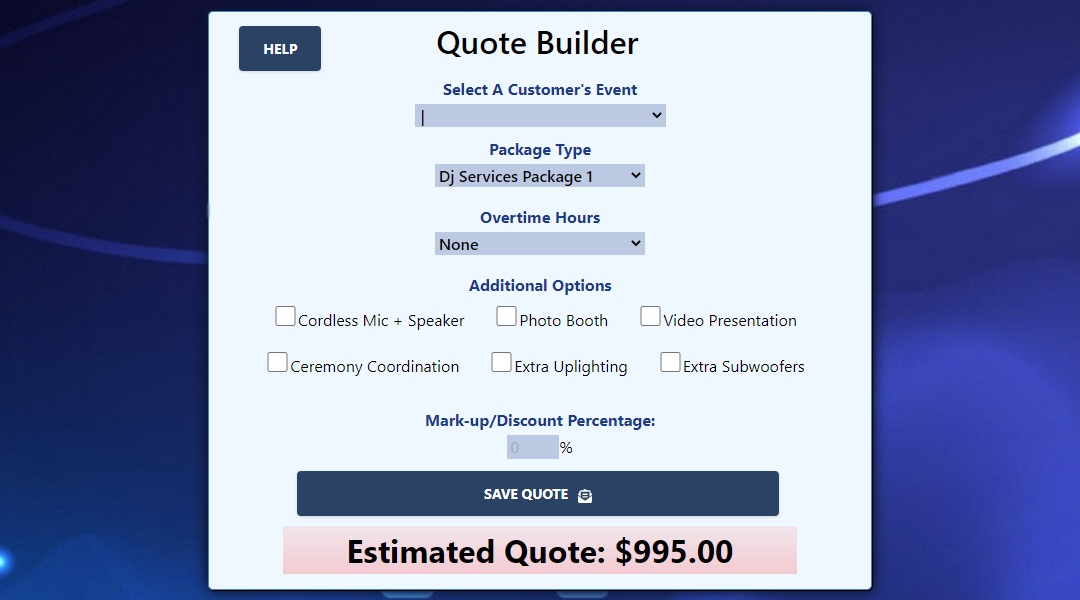 HELP
Quote Builder
Select A Customer's Event
Package Type
Dj Services Package 1
Overtime Hours
None
Additional Options
Cordless Mic + Speaker Photo Booth Video Presentation
Ceremony Coordination Extra Uplighting Extra Subwoofers
Mark-up/Discount Percentage:
0 %
SAVE QUOTE
Estimated Quote: $995.00